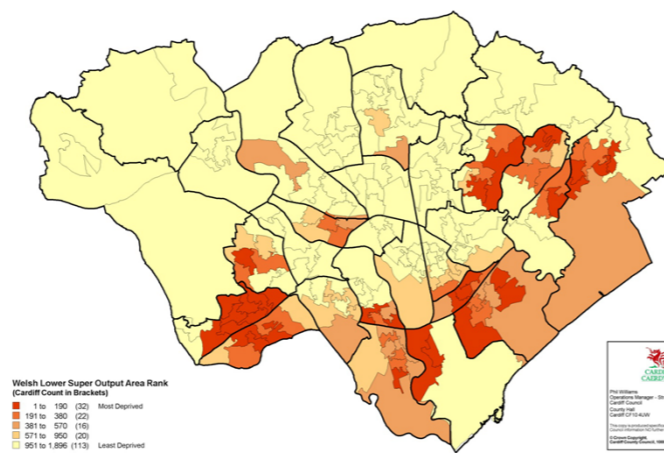 Welsh Lower Super Output Area Rank
(Cardiff Count in Brackets)
1 to 190 (32) Most Deprived
191 to 380 (22)
381 to 570 (16)
571 to 950 (20)
951 to 1,896 (113) Least Deprived
Phil Williams
Operations Manager -
Cardiff Council
County Hall
Cardiff CF10 4UW
© Crown Copyright.
Cardiff County Council,